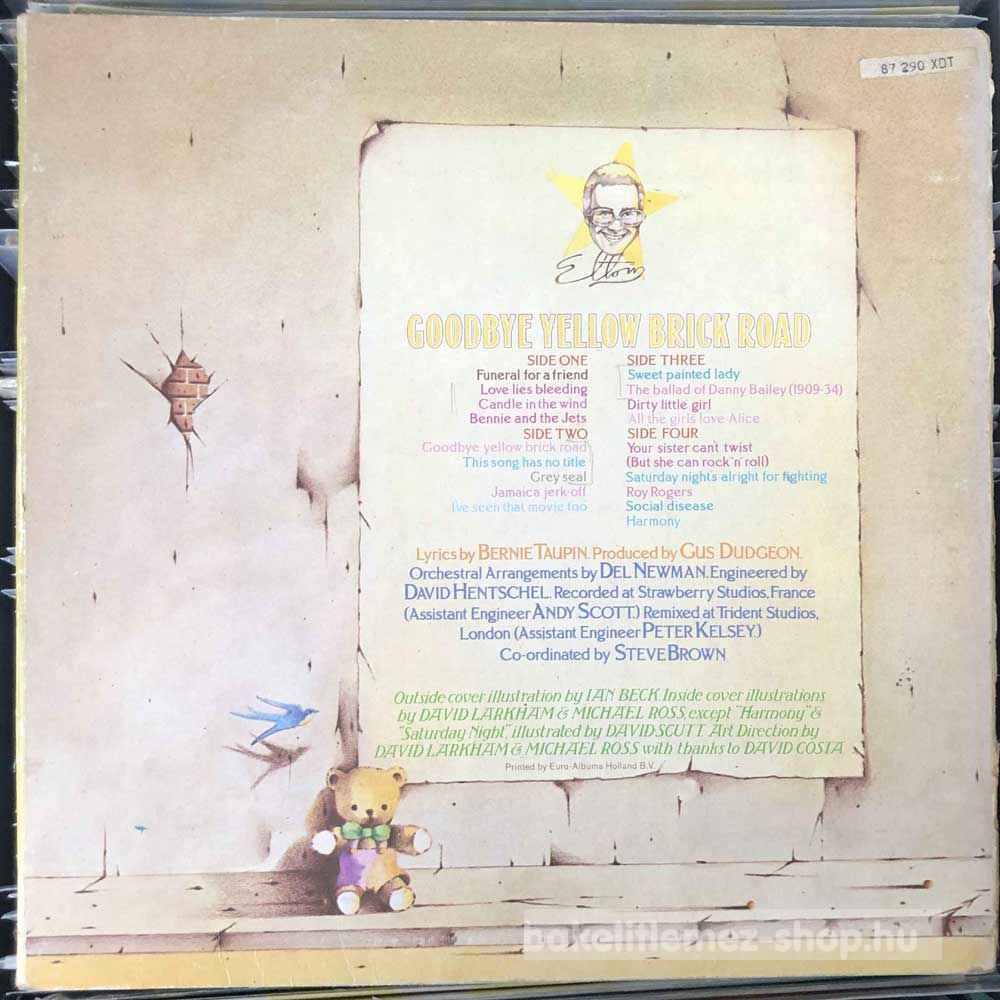 87 290 XDT
Elton
GOODBYE YELLOW BRICK ROAD
SIDE ONE
Funeral for a friend
Love lies bleeding
Candle in the wind
Bennie and the Jets
SIDE TWO
Goodbye yellow brick road
This song has no title
Grey seal
Jamaica jerk-off
I've seen that movie too
SIDE THREE
Sweet painted lady
The ballad of Danny Bailey (1909-34)
Dirty little girl
All the girls love Alice
SIDE FOUR
Your sister can't twist
(But she can rock 'n' roll)
Saturday nights alright for fighting
Roy Rogers
Social disease
Harmony
Lyrics by BERNIE TAUPIN. Produced by GUS DUDGEON.
Orchestral Arrangements by DEL NEWMAN. Engineered by
DAVID HENTSCHEL. Recorded at Strawberry Studios, France
(Assistant Engineer ANDY SCOTT.) Remixed at Trident Studios,
London (Assistant Engineer PETER KELSEY.)
Co-ordinated by STEVE BROWN
Outside cover illustration by IAN BECK Inside cover illustrations
by DAVID LARKHAM & MICHAEL ROSS, except "Harmony" &
"Saturday Night", illustrated by DAVID SCUTT Art Direction by
DAVID LARKHAM & MICHAEL ROSS with thanks to DAVID COSTA
Printed by Euro-Albums Holland B.V.
bakelitlemez-shop.hu